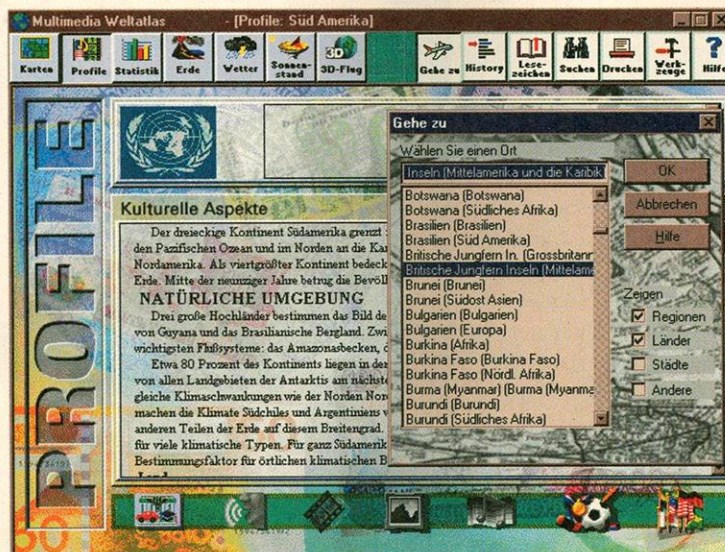 Multimedia Weltatlas - [Profile: Süd Amerika]
Karten Profile Statistik Erde Wetter Sonnen-stand 3D-Flug Gehe zu History Lese-zeichen Suchen Drucken Werk-zeuge Hilfe
3D
PROFILE
Kulturelle Aspekte
Der dreieckige Kontinent Südamerika grenzt
den Pazifischen Ozean und im Norden an die Ka
Nordamerika. Als viertgrößter Kontinent bedeck
Erde. Mitte der neunziger Jahre betrug die Bevöll
NATÜRLICHE UMGEBUNG
Drei große Hochländer bestimmen das Bild de
von Guyana und das Brasilianische Bergland. Zwi
wichtigsten Flußsysteme: das Amazonasbecken, d
Etwa 80 Prozent des Kontinents liegen in der
von allen Landgebieten der Antarktis am nächste
gleiche Klimaschwankungen wie der Norden Nor
machen die Klimate Südchiles und Argentiniens v
anderen Teilen der Erde auf diesem Breitengrad.
für viele klimatische Typen. Für ganz Südamerik
Bestimmungsfaktor für örtlichen klimatischen B
Land
Gehe zu
Wählen Sie einen Ort
Inseln (Mittelamerika und die Karibik
Botswana (Botswana)
Botswana (Südliches Afrika)
Brasilien (Brasilien)
Brasilien (Süd Amerika)
Britische Jungfern In. (Grossbritann
Britische Jungfern Inseln (Mittelame
Brunei (Brunei)
Brunei (Südost Asien)
Bulgarien (Bulgarien)
Bulgarien (Europa)
Burkina (Afrika)
Burkina Faso (Burkina Faso)
Burkina Faso (Nördl. Afrika)
Burma (Myanmar) (Burma (Myanma
Burundi (Burundi)
Burundi (Südliches Afrika)
OK
Abbrechen
Hilfe
Zeigen
Regionen
Länder
Städte
Andere